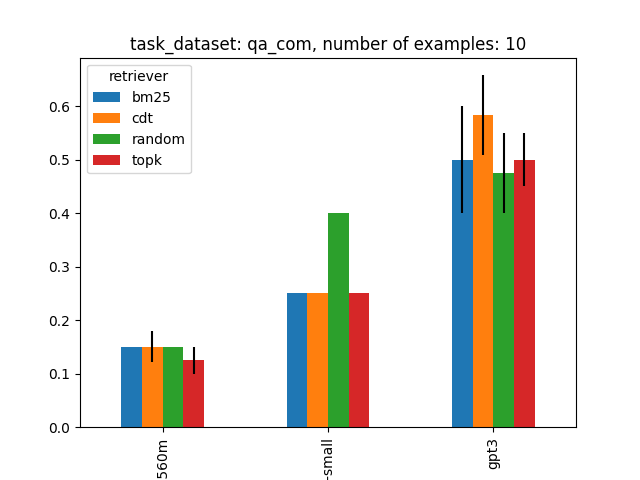 task_dataset: qa_com, number of examples: 10
retriever
bm25
cdt
random
topk
0.6
0.5
0.4
0.3
0.2
0.1
0.0
560m
-small
gpt3